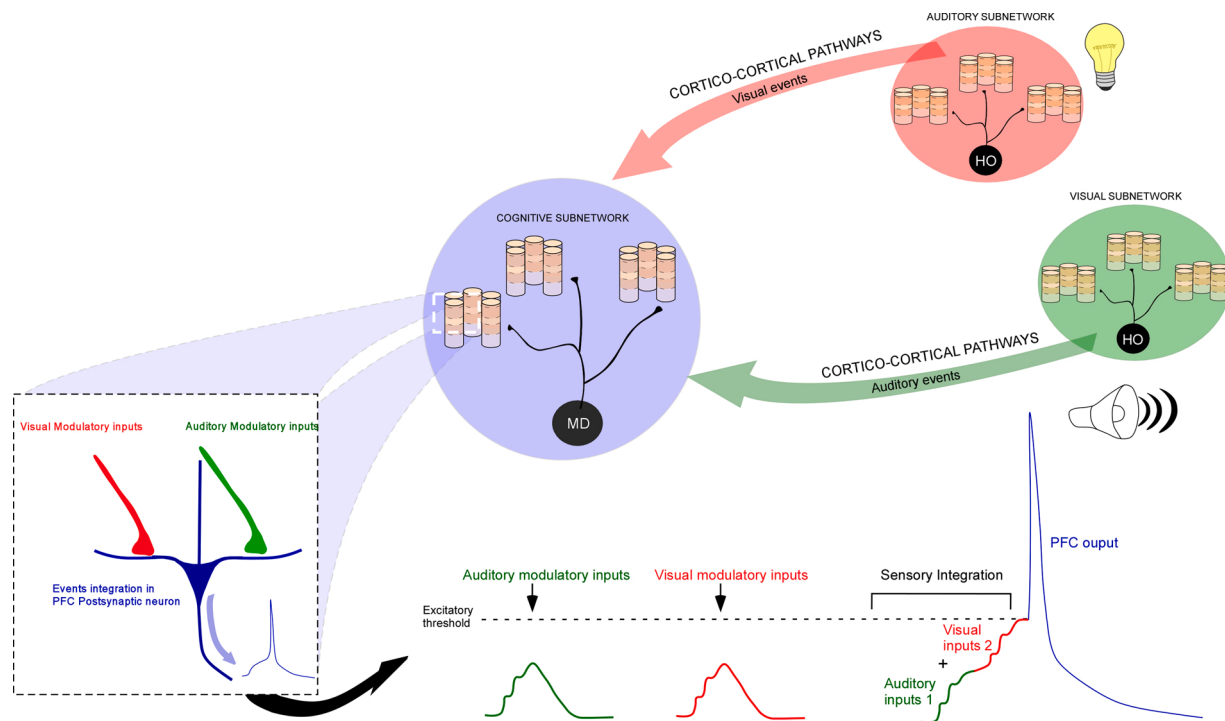 AUDITORY SUBNETWORK
CORTICO-CORTICAL PATHWAYS
Visual events
HO
VISUAL SUBNETWORK
COGNITIVE SUBNETWORK
HO
CORTICO-CORTICAL PATHWAYS
Auditory events
MD
Visual Modulatory inputs
Auditory Modulatory inputs
Events integration in
PFC Postsynaptic neuron
Auditory modulatory inputs
Visual modulatory inputs
Sensory Integration
PFC ouput
Excitatory
threshold
Visual
inputs 2
+
Auditory
inputs 1